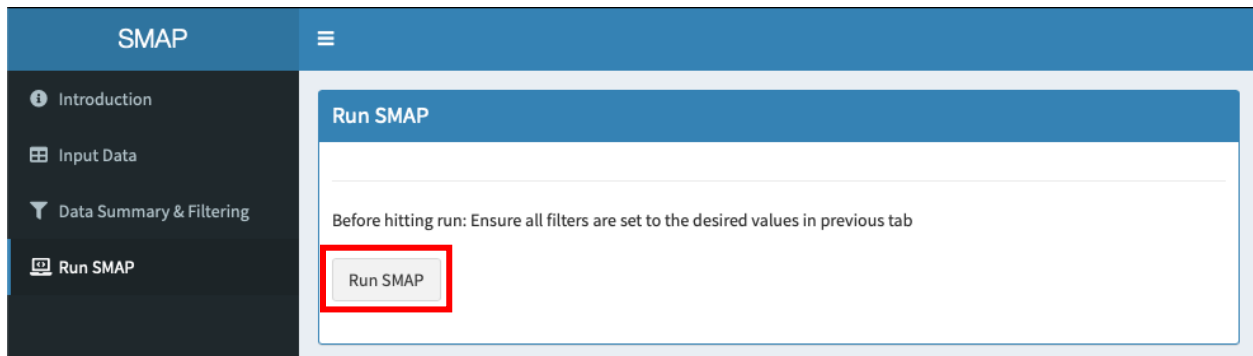 SMAP
Introduction
Input Data
Data Summary & Filtering
Run SMAP
Run SMAP
Before hitting run: Ensure all filters are set to the desired values in previous tab
Run SMAP